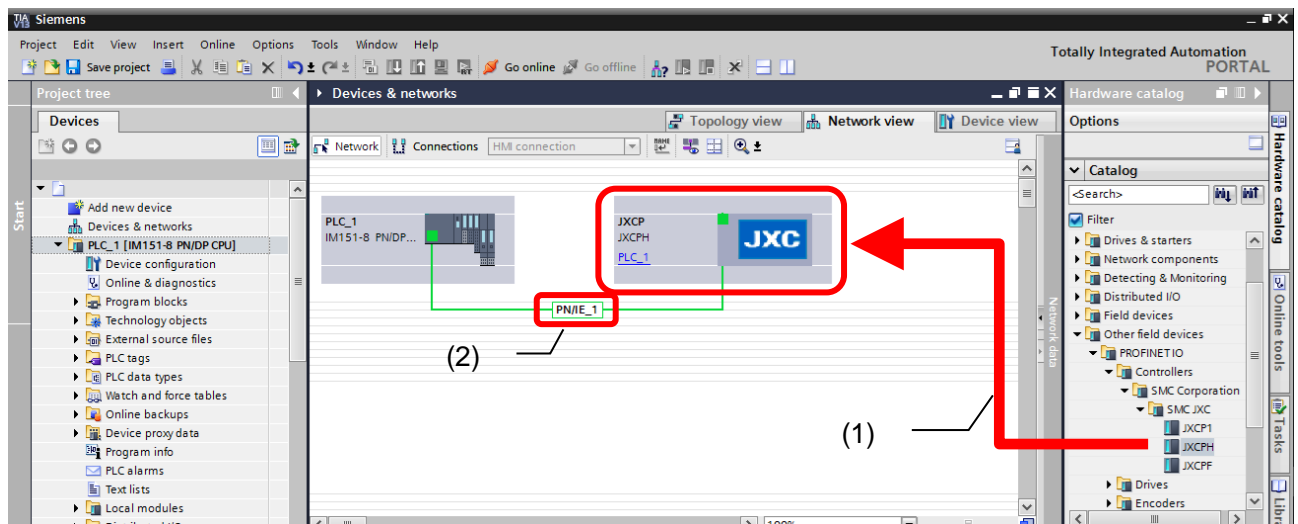 TIA V13 Siemens
Project Edit View Insert Online Options Tools Window Help
Totally Integrated Automation
PORTAL
Save project Go online Go offline
Project tree
Devices & networks
Hardware catalog
Devices
Topology view Network view Device view
Options
Network Connections HMI connection
Catalog
<Search>
Filter
Add new device
Devices & networks
PLC_1 [IM151-8 PN/DP CPU]
Device configuration
Online & diagnostics
Program blocks
Technology objects
External source files
PLC tags
PLC data types
Watch and force tables
Online backups
Device proxy data
Program info
PLC alarms
Text lists
Local modules
Start
PLC_1
IM151-8 PN/DP...
JXCP
JXCPH
PLC_1
JXC
PN/IE_1
(2)
(1)
Network data
Drives & starters
Network components
Detecting & Monitoring
Distributed I/O
Field devices
Other field devices
PROFINET IO
Controllers
SMC Corporation
SMC JXC
JXCP1
JXCPH
JXCPF
Drives
Encoders
Hardware catalog
Online tools
Tasks
100%